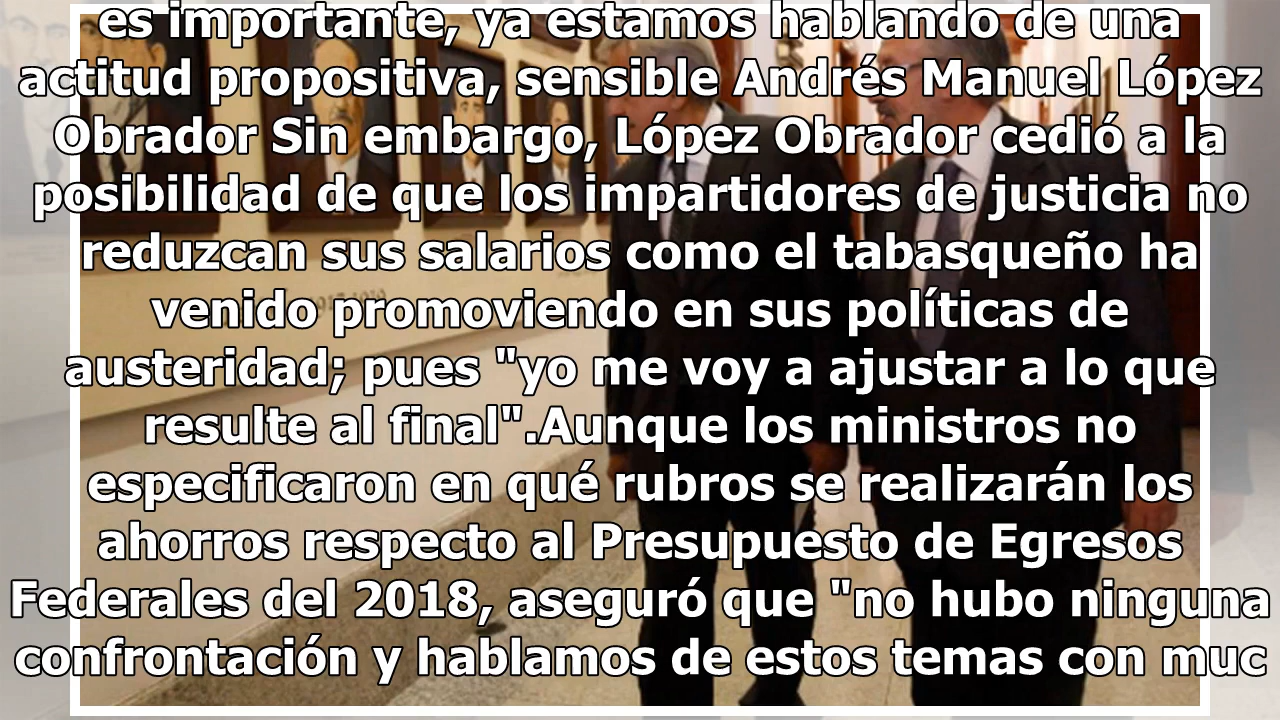 es importante, ya estamos hablando de una
actitud propositiva, sensible Andrés Manuel López
Obrador Sin embargo, López Obrador cedió a la
posibilidad de que los impartidores de justicia no
reduzcan sus salarios como el tabasqueño ha
venido promoviendo en sus políticas de
austeridad; pues "yo me voy a ajustar a lo que
resulte al final".Aunque los ministros no
especificaron en qué rubros se realizarán los
ahorros respecto al Presupuesto de Egresos
Federales del 2018, aseguró que "no hubo ninguna
confrontación y hablamos de estos temas con muc